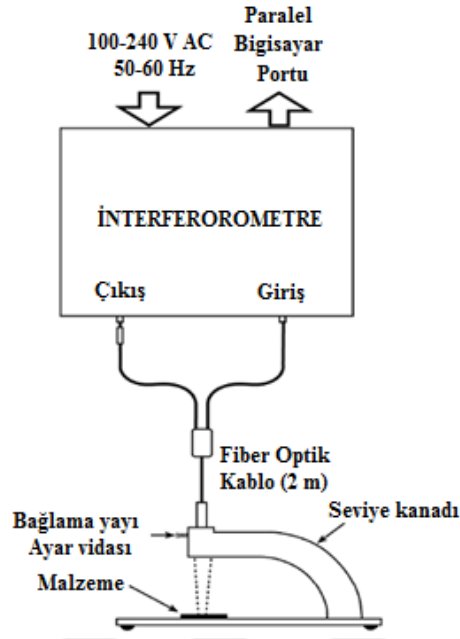 100-240 V AC
50-60 Hz
Paralel
Bigisayar
Portu
İNTERFEROROMETRE
Çıkış
Giriş
Fiber Optik
Kablo (2 m)
Bağlama yayı
Ayar vidası
Seviye kanadı
Malzeme